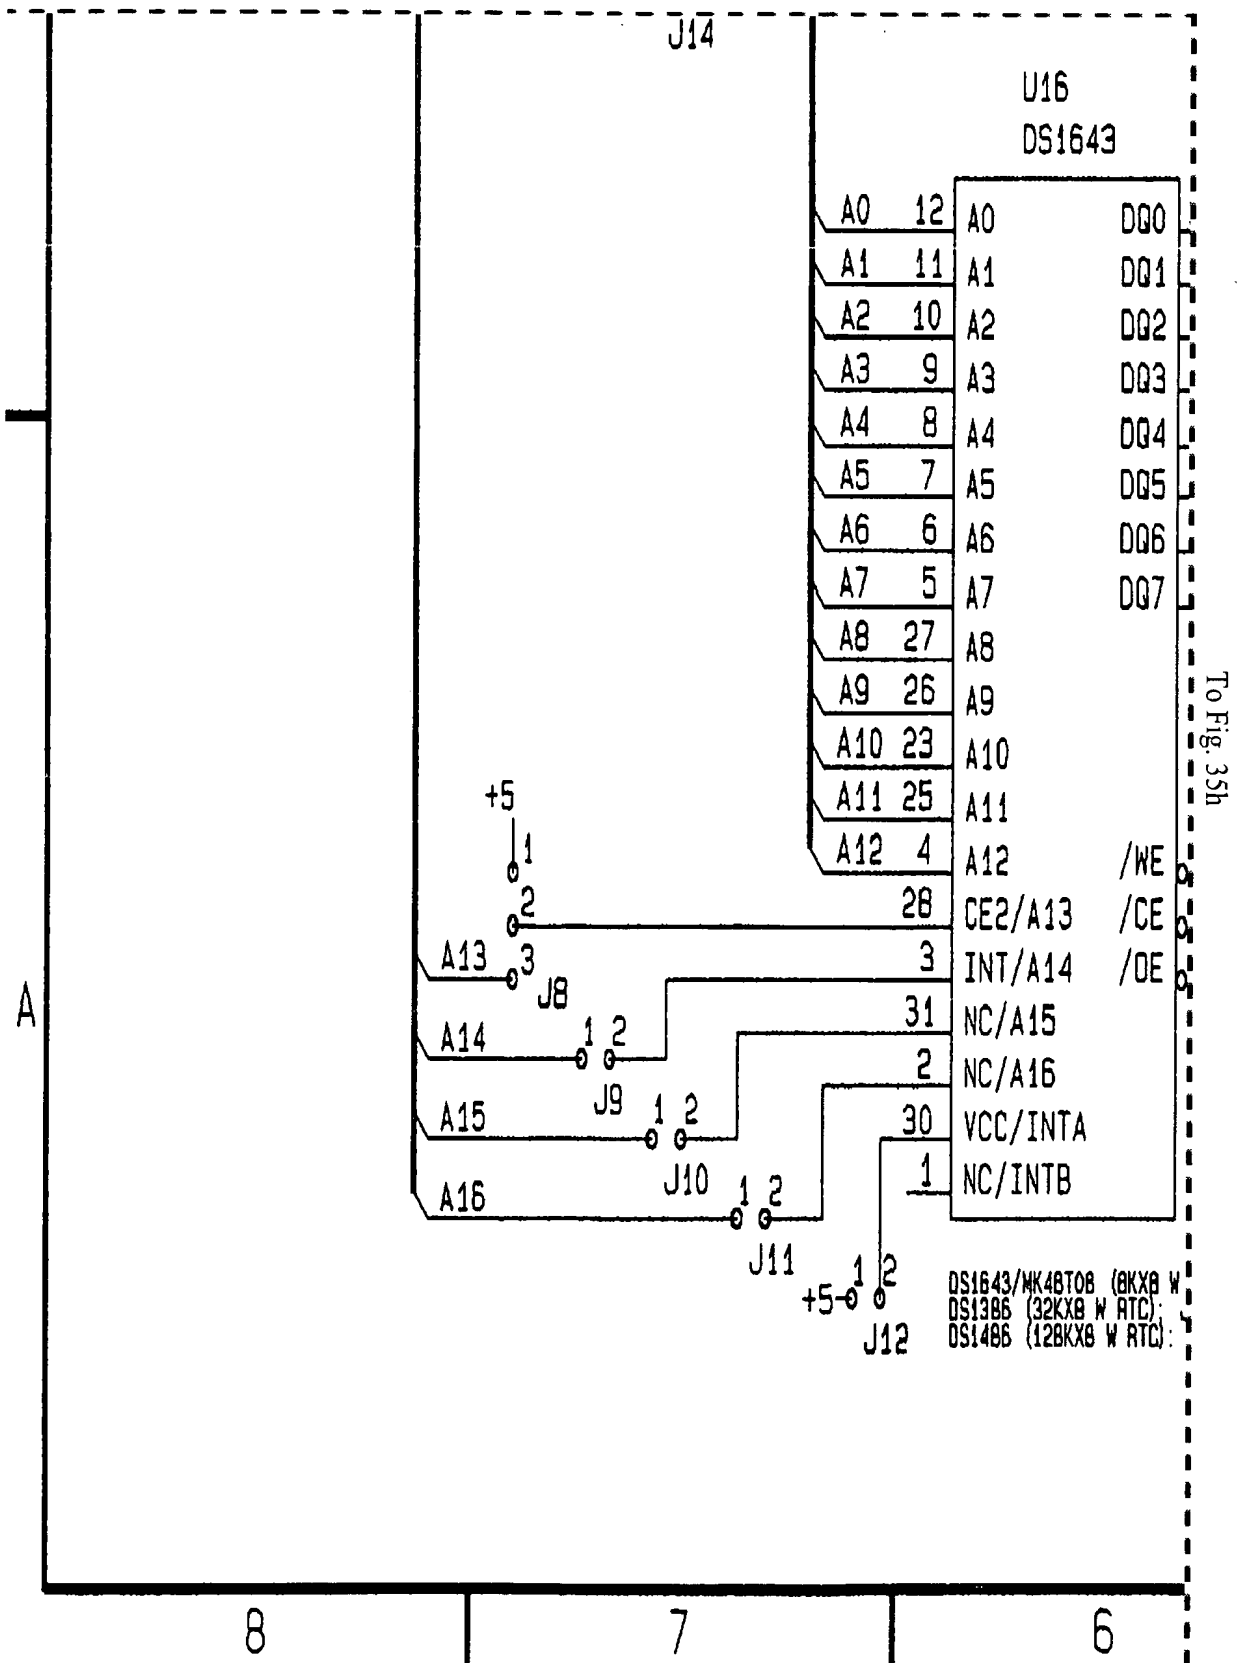 J14
U16
DS1643
A0 12 A0 DQ0
A1 11 A1 DQ1
A2 10 A2 DQ2
A3 9 A3 DQ3
A4 8 A4 DQ4
A5 7 A5 DQ5
A6 6 A6 DQ6
A7 5 A7 DQ7
A8 27 A8
A9 26 A9
A10 23 A10
A11 25 A11
A12 4 A12 /WE
+5
1
2 28 CE2/A13 /CE
A13 3 3 INT/A14 /OE
J8
A14 1 2 31 NC/A15
J9
2 NC/A16
A15 1 2 30 VCC/INTA
J10
1 NC/INTB
A16 1 2
J11
+5 1 2
J12
DS1643/MK48T08 (8KX8 W
DS1386 (32KX8 W RTC):
DS1486 (128KX8 W RTC):
To Fig. 35h
A
8 7 6